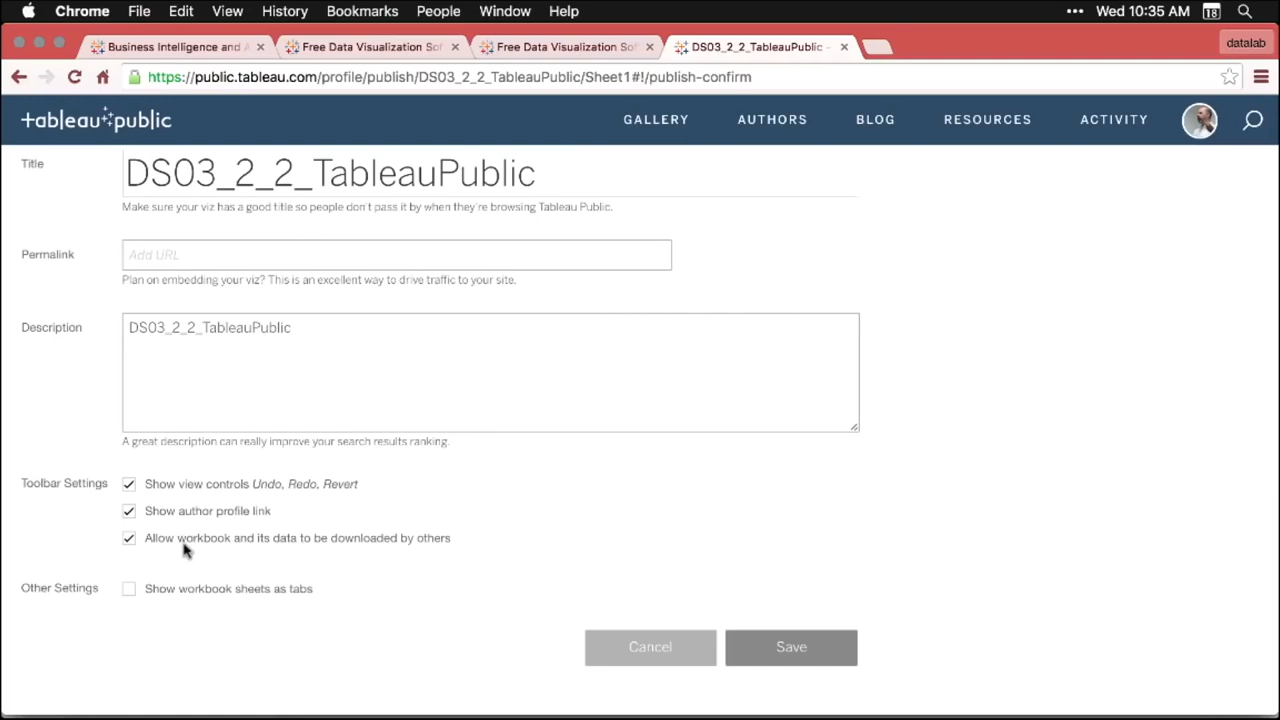 Chrome File Edit View History Bookmarks People Window Help ••• Wed 10:35 AM 18
Business Intelligence and A Free Data Visualization Sof Free Data Visualization Sof DS03_2_2_TableauPublic - datalab
https://public.tableau.com/profile/publish/DS03_2_2_TableauPublic/Sheet1#!/publish-confirm
+ableau public GALLERY AUTHORS BLOG RESOURCES ACTIVITY
Title DS03_2_2_TableauPublic
Make sure your viz has a good title so people don't pass it by when they're browsing Tableau Public.
Permalink Add URL
Plan on embedding your viz? This is an excellent way to drive traffic to your site.
Description DS03_2_2_TableauPublic
A great description can really improve your search results ranking.
Toolbar Settings Show view controls Undo, Redo, Revert
Show author profile link
Allow workbook and its data to be downloaded by others
Other Settings Show workbook sheets as tabs
Cancel Save